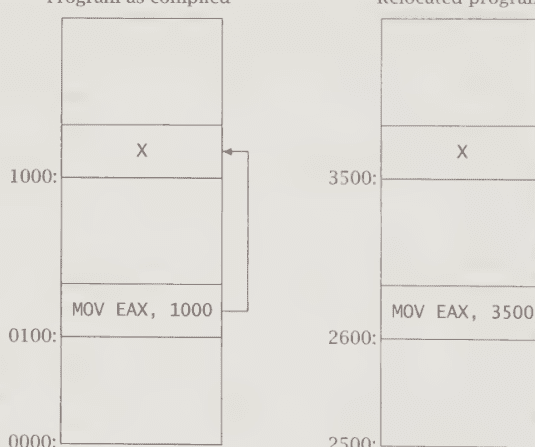 Program as compiled
Relocated program
X
1000:
MOV EAX, 1000
0100:
0000:
X
3500:
MOV EAX, 3500
2600:
2500: